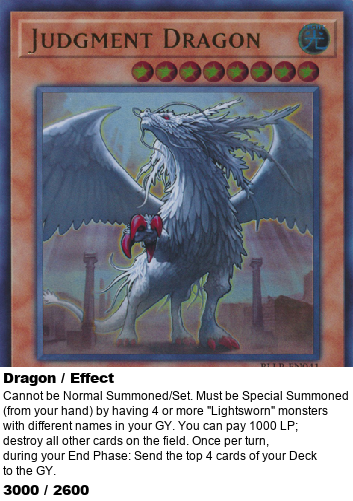 Judgment Dragon
光
Dragon / Effect
Cannot be Normal Summoned/Set. Must be Special Summoned
(from your hand) by having 4 or more "Lightsworn" monsters
with different names in your GY. You can pay 1000 LP;
destroy all other cards on the field. Once per turn,
during your End Phase: Send the top 4 cards of your Deck
to the GY.
3000 / 2600